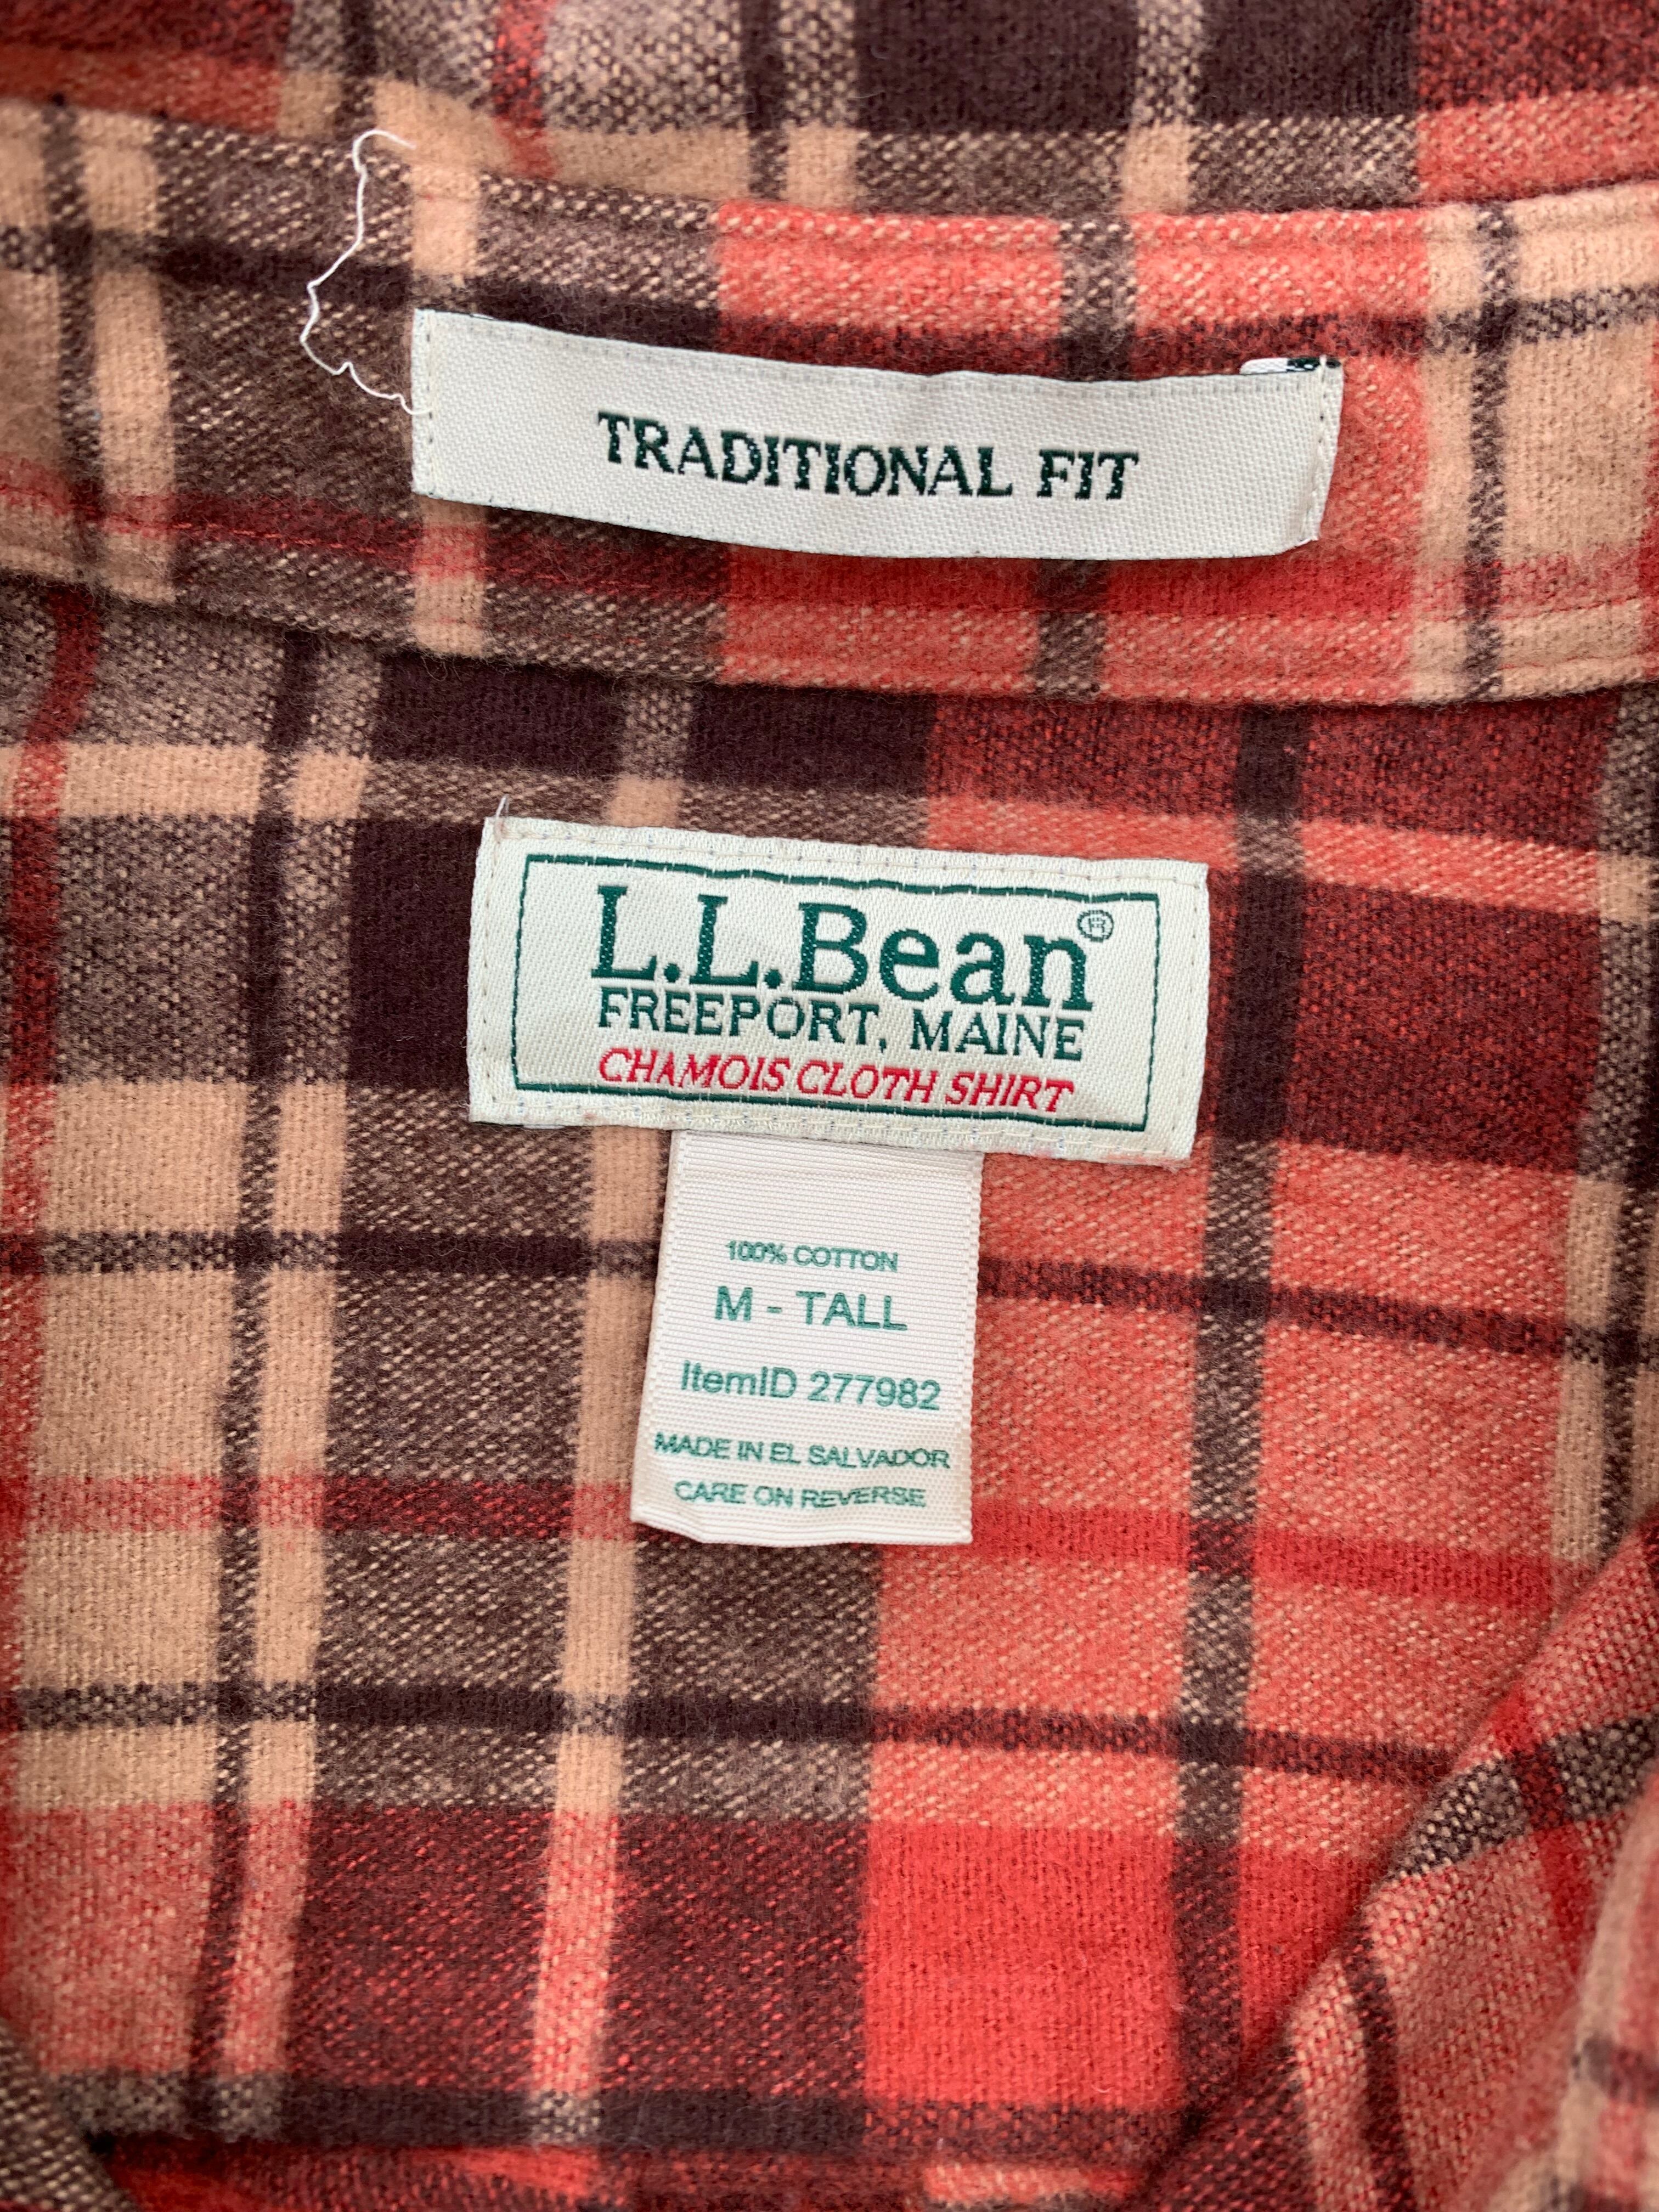 TRADITIONAL FIT
L.L.Bean®
FREEPORT, MAINE
CHAMOIS CLOTH SHIRT
100% COTTON
M - TALL
ItemID 277982
MADE IN EL SALVADOR
CARE ON REVERSE